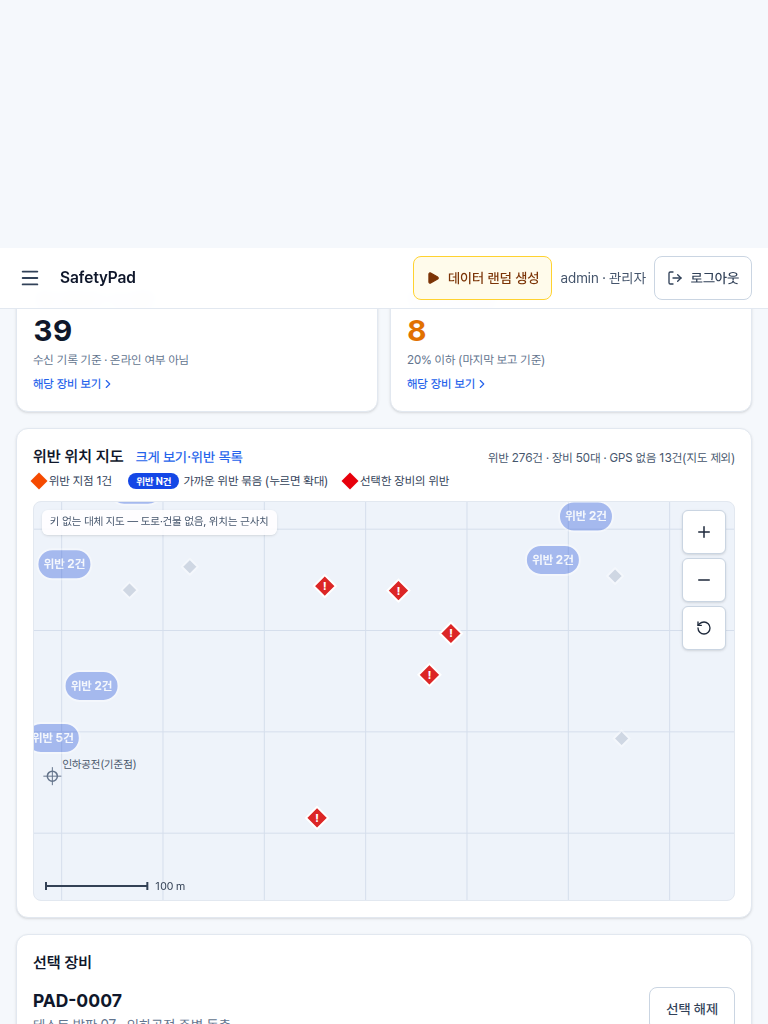 SafetyPad
데이터 랜덤 생성
admin · 관리자
로그아웃
39
수신 기록 기준 · 온라인 여부 아님
해당 장비 보기
8
20% 이하 (마지막 보고 기준)
해당 장비 보기
위반 위치 지도 크게 보기·위반 목록
위반 276건 · 장비 50대 · GPS 없음 13건(지도 제외)
위반 지점 1건
위반 N건 가까운 위반 묶음 (누르면 확대)
선택한 장비의 위반
키 없는 대체 지도 — 도로·건물 없음, 위치는 근사치
위반 2건
위반 2건
위반 2건
위반 2건
위반 5건
인하공전(기준점)
100 m
선택 장비
PAD-0007
선택 해제